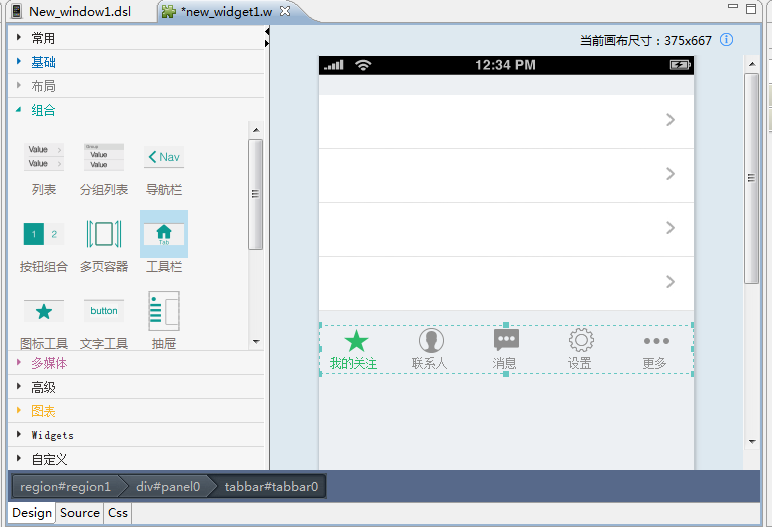 New_window1.dsl
*new_widget1.w
常用
基础
布局
组合
Value
Value
列表
Group
Value
Value
分组列表
Nav
导航栏
1 2
按钮组合
多页容器
Tab
工具栏
图标工具
button
文字工具
抽屉
多媒体
高级
图表
Widgets
自定义
当前画布尺寸：375x667
12:34 PM
我的关注
联系人
消息
设置
更多
region#region1
div#panel0
tabbar#tabbar0
Design
Source
Css